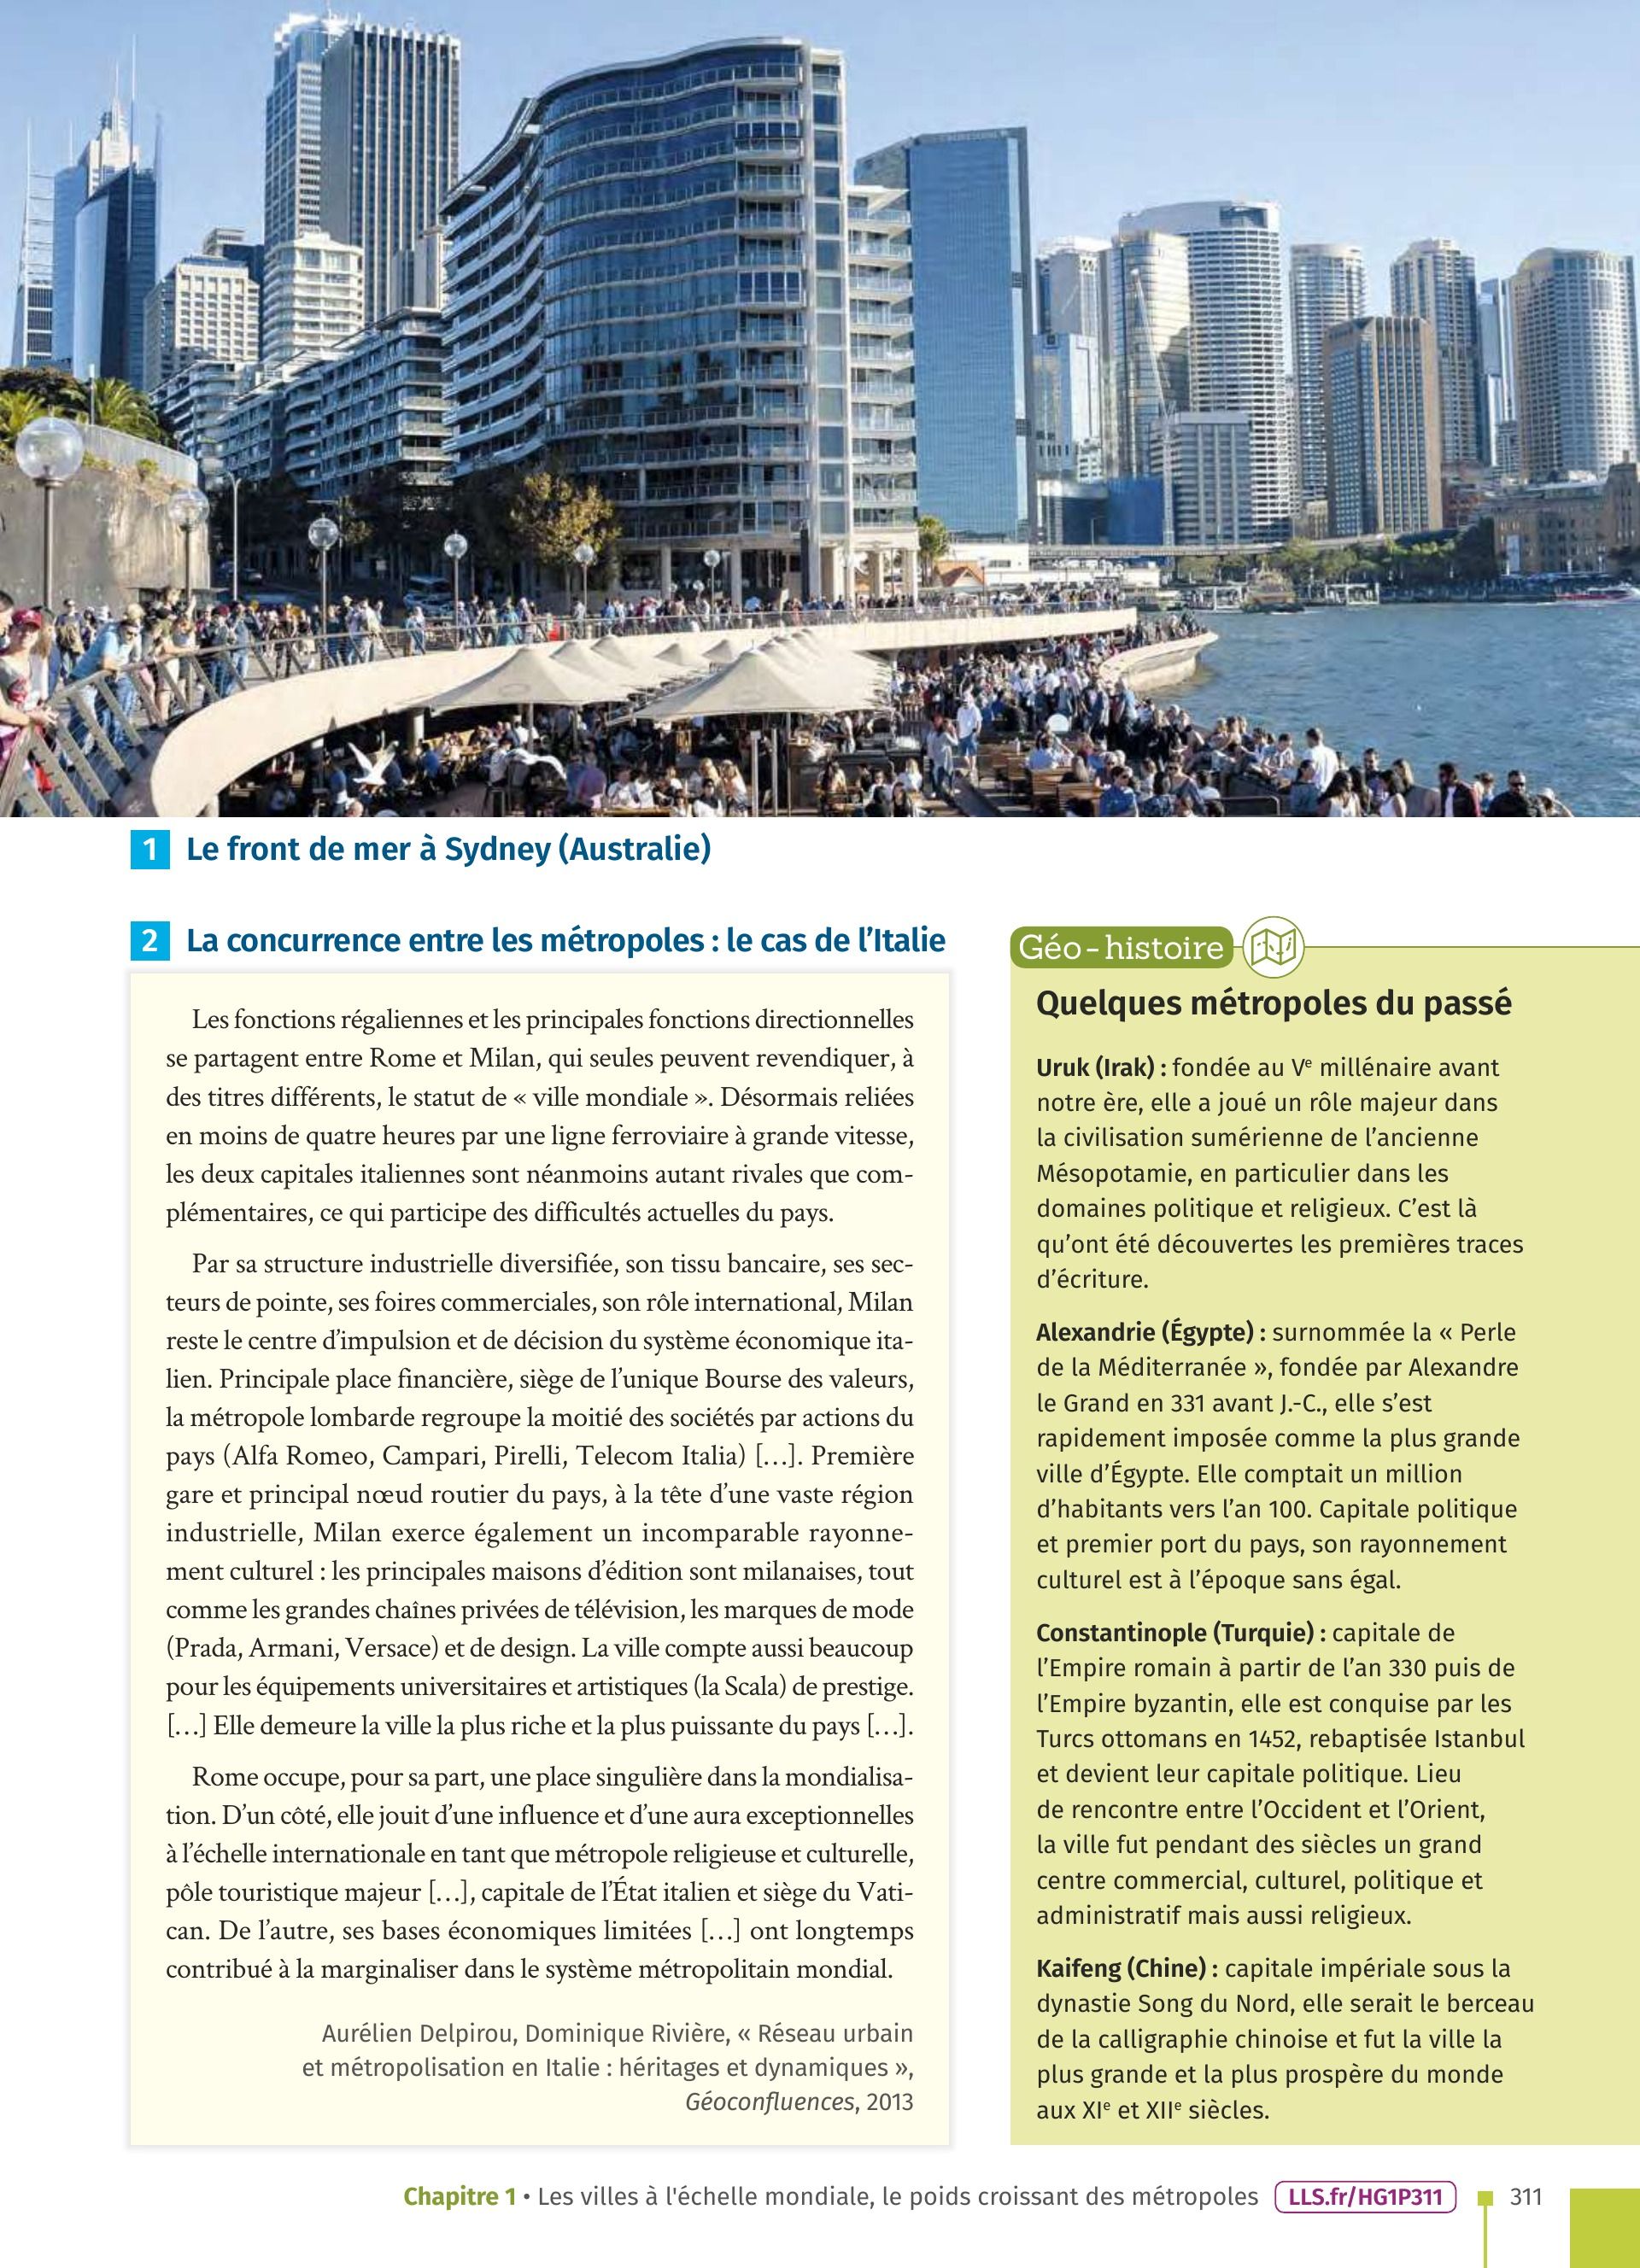 1 Le front de mer à Sydney (Australie)
2 La concurrence entre les métropoles : le cas de l’Italie
Les fonctions régaliennes et les principales fonctions directionnelles
se partagent entre Rome et Milan, qui seules peuvent revendiquer, à
des titres différents, le statut de « ville mondiale ». Désormais reliées
en moins de quatre heures par une ligne ferroviaire à grande vitesse,
les deux capitales italiennes sont néanmoins autant rivales que com-
plémentaires, ce qui participe des difficultés actuelles du pays.
Par sa structure industrielle diversifiée, son tissu bancaire, ses sec-
teurs de pointe, ses foires commerciales, son rôle international, Milan
reste le centre d’impulsion et de décision du système économique ita-
lien. Principale place financière, siège de l’unique Bourse des valeurs,
la métropole lombarde regroupe la moitié des sociétés par actions du
pays (Alfa Romeo, Campari, Pirelli, Telecom Italia) […]. Première
gare et principal nœud routier du pays, à la tête d’une vaste région
industrielle, Milan exerce également un incomparable rayonne-
ment culturel : les principales maisons d’édition sont milanaises, tout
comme les grandes chaînes privées de télévision, les marques de mode
(Prada, Armani, Versace) et de design. La ville compte aussi beaucoup
pour les équipements universitaires et artistiques (la Scala) de prestige.
[…] Elle demeure la ville la plus riche et la plus puissante du pays […].
Rome occupe, pour sa part, une place singulière dans la mondialisa-
tion. D’un côté, elle jouit d’une influence et d’une aura exceptionnelles
à l’échelle internationale en tant que métropole religieuse et culturelle,
pôle touristique majeur […], capitale de l’État italien et siège du Vati-
can. De l’autre, ses bases économiques limitées […] ont longtemps
contribué à la marginaliser dans le système métropolitain mondial.
Aurélien Delpirou, Dominique Rivière, « Réseau urbain
et métropolisation en Italie : héritages et dynamiques »,
Géoconfluences, 2013
Géo-histoire
Quelques métropoles du passé
Uruk (Irak) : fondée au Ve millénaire avant
notre ère, elle a joué un rôle majeur dans
la civilisation sumérienne de l’ancienne
Mésopotamie, en particulier dans les
domaines politique et religieux. C’est là
qu’ont été découvertes les premières traces
d’écriture.
Alexandrie (Égypte) : surnommée la « Perle
de la Méditerranée », fondée par Alexandre
le Grand en 331 avant J.-C., elle s’est
rapidement imposée comme la plus grande
ville d’Égypte. Elle comptait un million
d’habitants vers l’an 100. Capitale politique
et premier port du pays, son rayonnement
culturel est à l’époque sans égal.
Constantinople (Turquie) : capitale de
l’Empire romain à partir de l’an 330 puis de
l’Empire byzantin, elle est conquise par les
Turcs ottomans en 1452, rebaptisée Istanbul
et devient leur capitale politique. Lieu
de rencontre entre l’Occident et l’Orient,
la ville fut pendant des siècles un grand
centre commercial, culturel, politique et
administratif mais aussi religieux.
Kaifeng (Chine) : capitale impériale sous la
dynastie Song du Nord, elle serait le berceau
de la calligraphie chinoise et fut la ville la
plus grande et la plus prospère du monde
aux XIe et XIIe siècles.
Chapitre 1 • Les villes à l'échelle mondiale, le poids croissant des métropoles LLS.fr/HG1P311 311